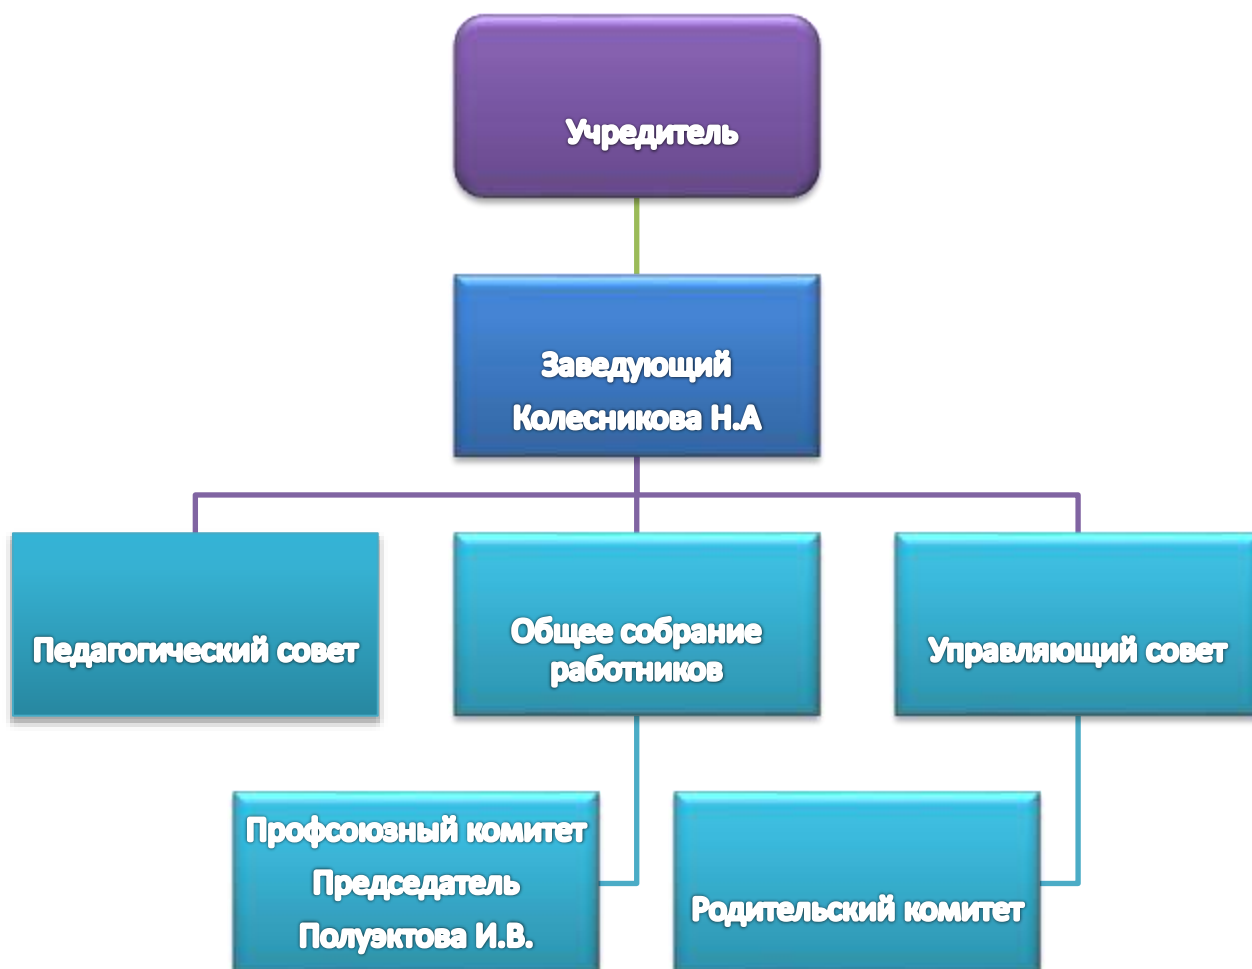 Учредитель
Заведующий
Колесникова Н.А
Педагогический совет
Общее собрание
работников
Управляющий совет
Профсоюзный комитет
Председатель
Полуэктова И.В.
Родительский комитет